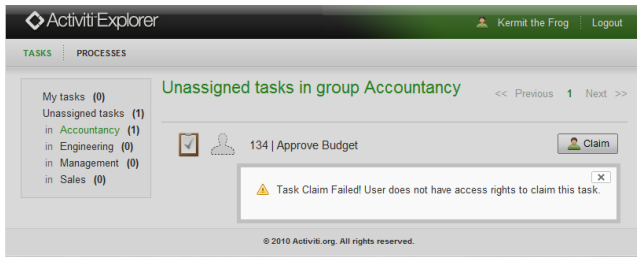 Activiti Explorer
Kermit the Frog Logout
TASKS PROCESSES
My tasks (0)
Unassigned tasks (1)
in Accountancy (1)
in Engineering (0)
in Management (0)
in Sales (0)
Unassigned tasks in group Accountancy
<< Previous 1 Next >>
134 | Approve Budget
Claim
Task Claim Failed! User does not have access rights to claim this task.
© 2010 Activiti.org. All rights reserved.